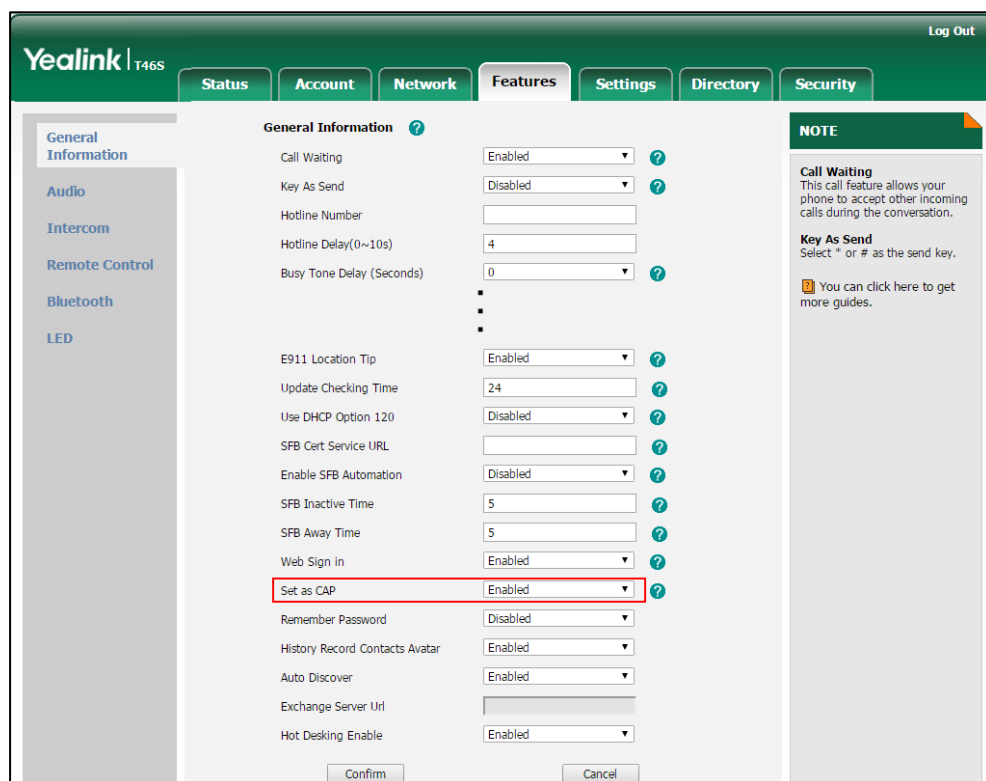 Log Out
Yealink T46S
Status Account Network Features Settings Directory Security
General
Information
Audio
Intercom
Remote Control
Bluetooth
LED
General Information ?
Call Waiting Enabled ?
Key As Send Disabled ?
Hotline Number
Hotline Delay(0~10s) 4
Busy Tone Delay (Seconds) 0 ?
E911 Location Tip Enabled ?
Update Checking Time 24 ?
Use DHCP Option 120 Disabled ?
SFB Cert Service URL ?
Enable SFB Automation Disabled ?
SFB Inactive Time 5 ?
SFB Away Time 5 ?
Web Sign in Enabled ?
Set as CAP Enabled ?
Remember Password Disabled
History Record Contacts Avatar Enabled
Auto Discover Enabled
Exchange Server Url
Hot Desking Enable Enabled
Confirm Cancel
NOTE
Call Waiting
This call feature allows your
phone to accept other incoming
calls during the conversation.
Key As Send
Select * or # as the send key.
? You can click here to get
more guides.